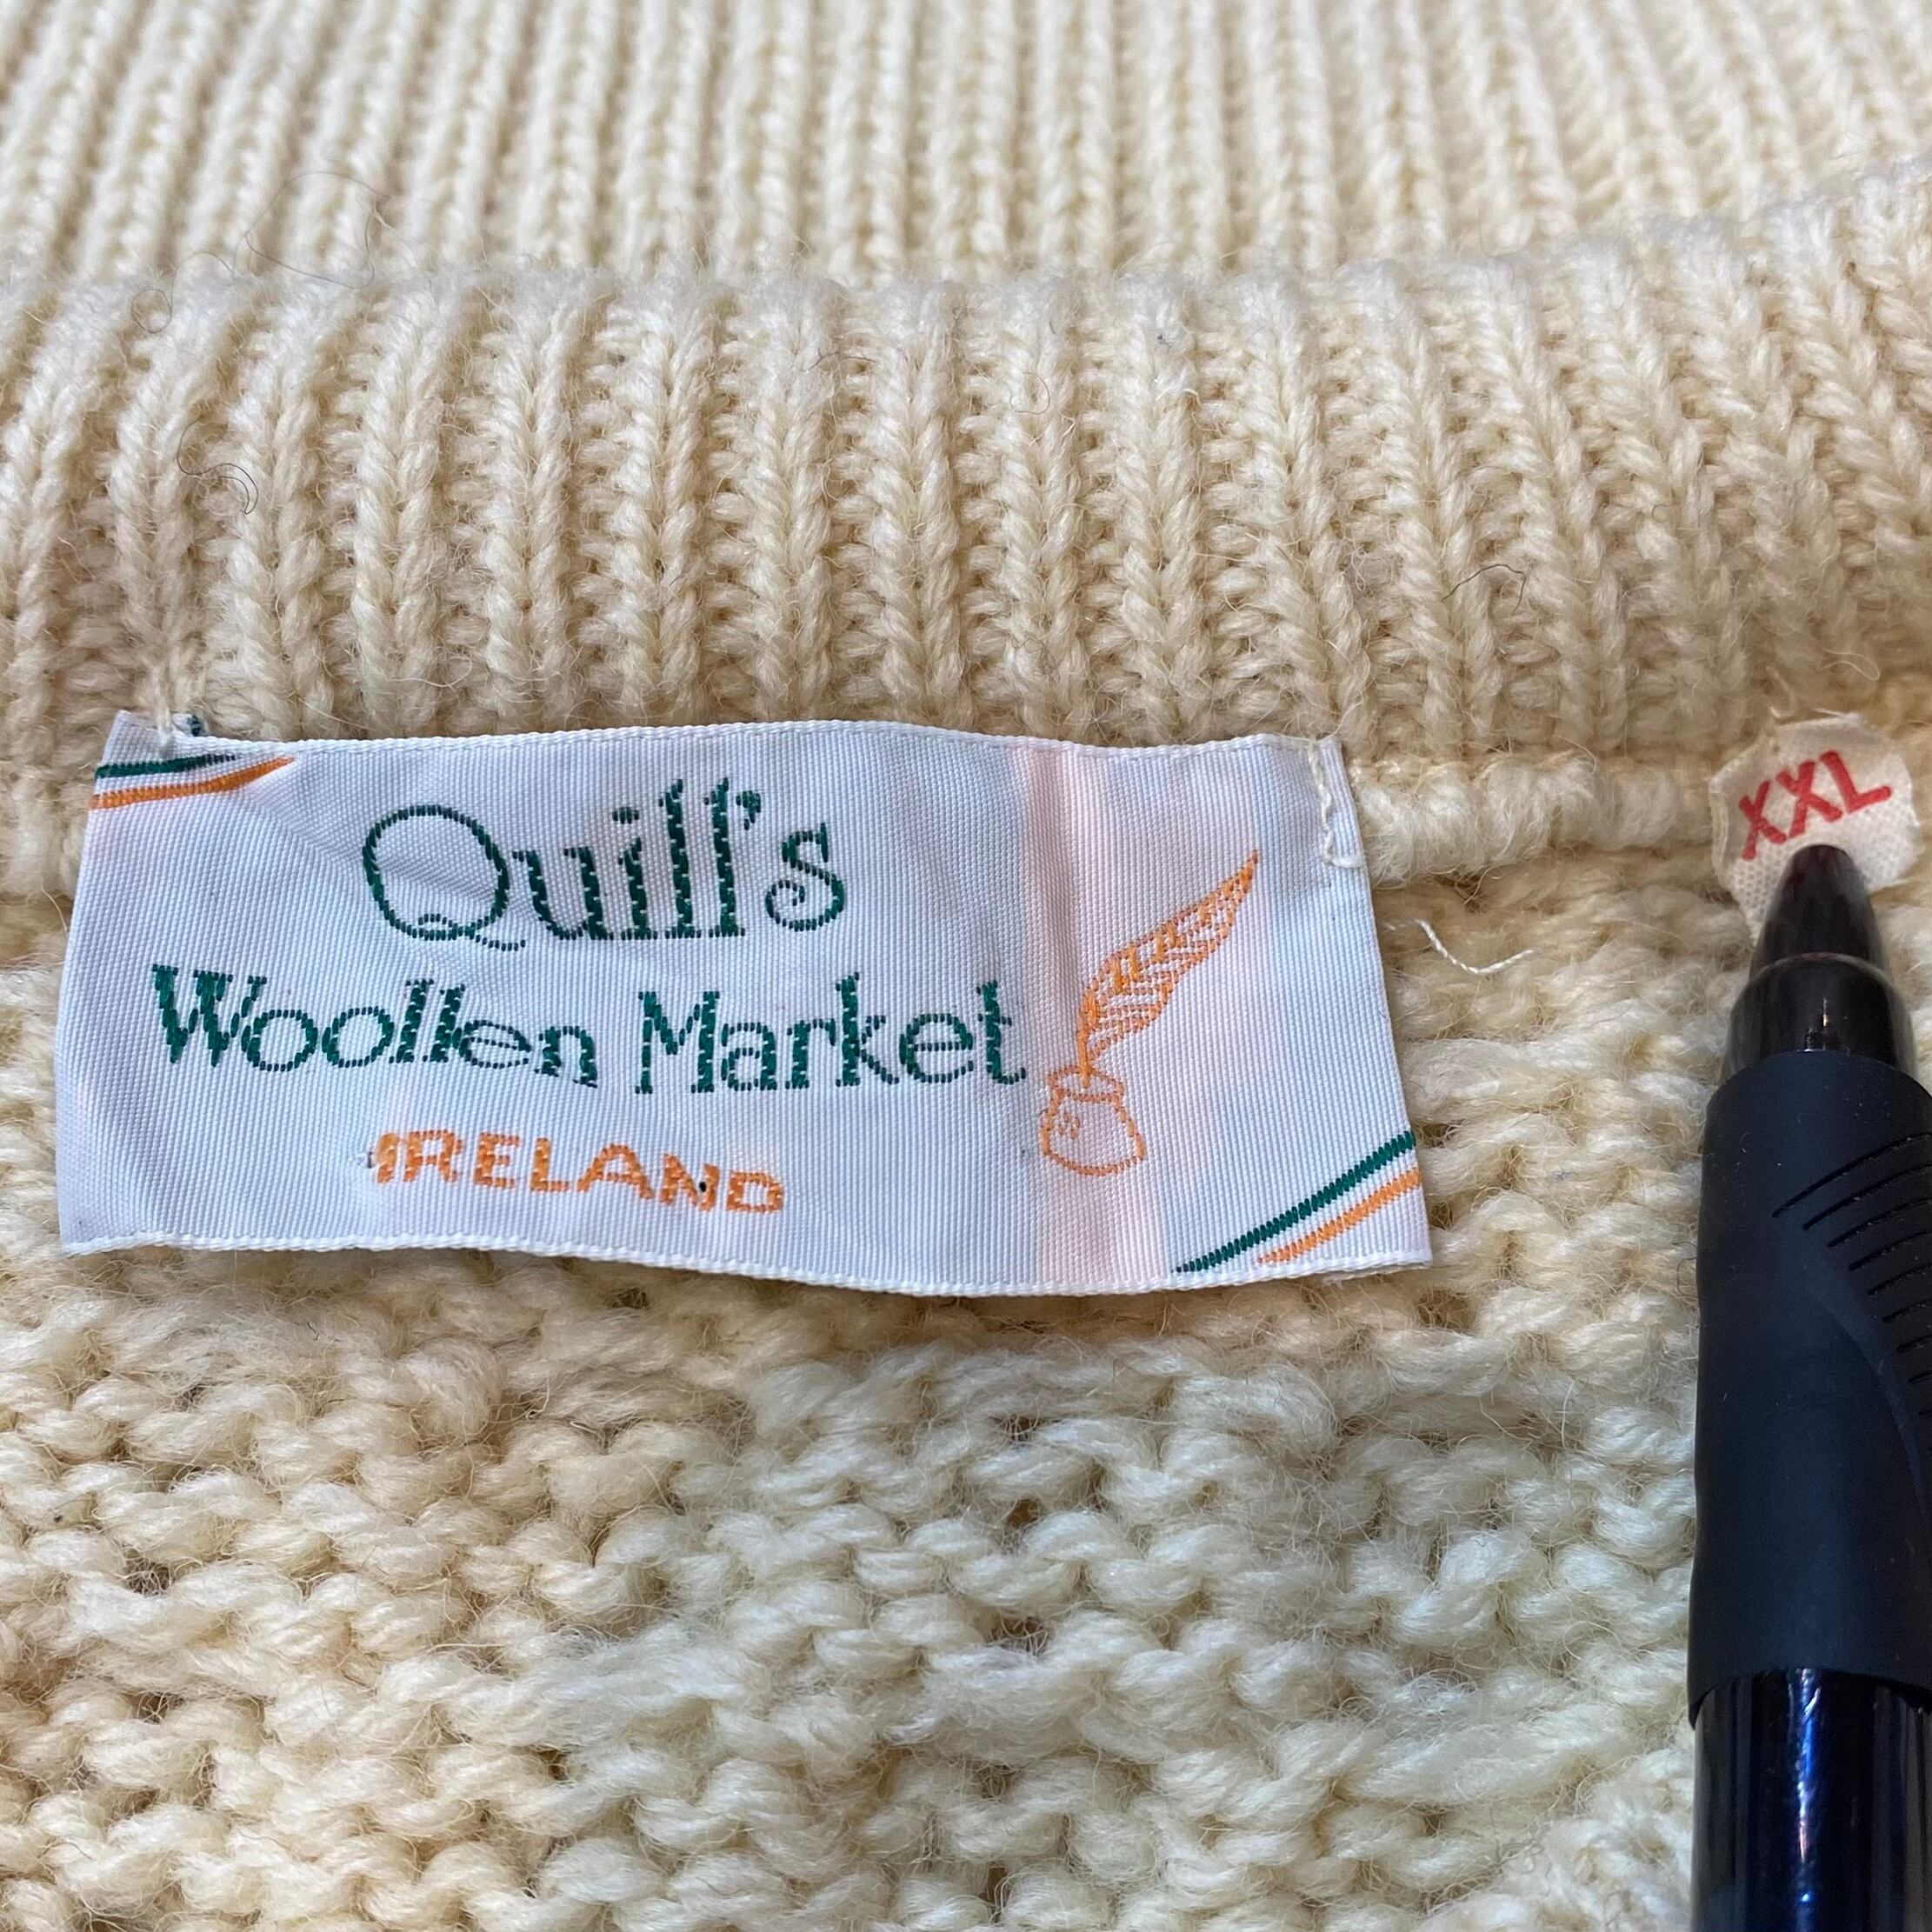 Quill's
Woollen Market
IRELAND
XXL